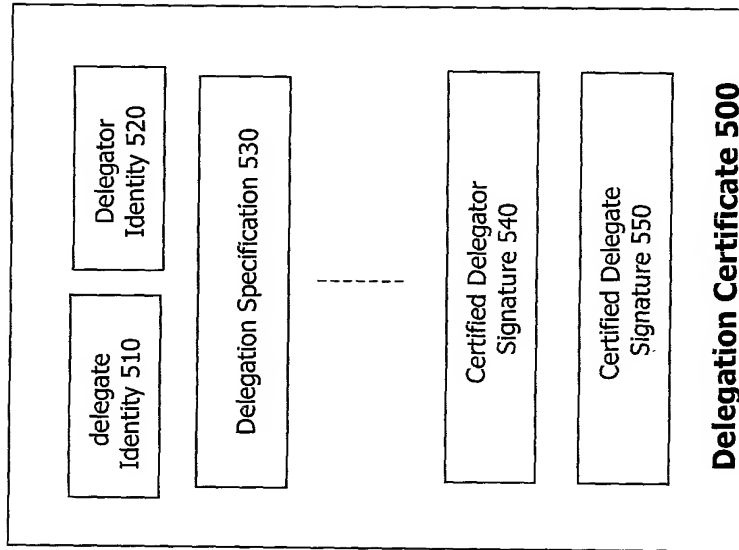 delegate
Identity 510
Delegator
Identity 520
Delegation Specification 530
Certified Delegator
Signature 540
Certified Delegate
Signature 550
Delegation Certificate 500